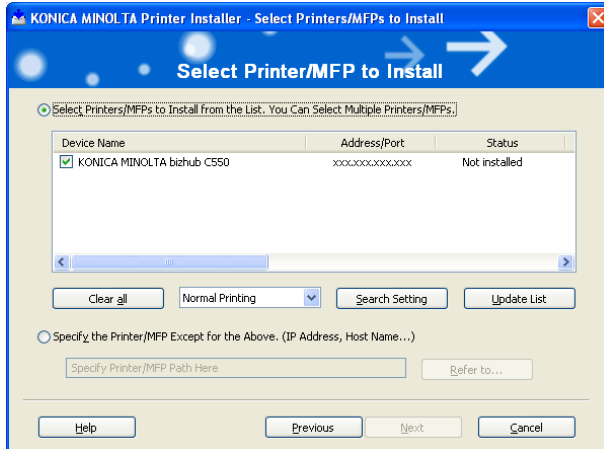 KONICA MINOLTA Printer Installer - Select Printers/MFPs to Install
Select Printer/MFP to Install
Select Printers/MFPs to Install from the List. You Can Select Multiple Printers/MFPs.
Device Name Address/Port Status
KONICA MINOLTA bizhub C550 xxx.xxx.xxx.xxx Not installed
Clear all Normal Printing Search Setting Update List
Specify the Printer/MFP Except for the Above. (IP Address, Host Name...)
Specify Printer/MFP Path Here Refer to...
Help Previous Next Cancel